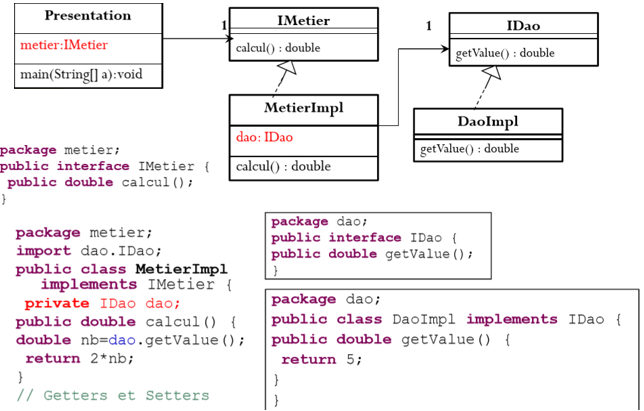 Presentation
metier:IMetier
main(String[] a):void
1
IMetier
calcul() : double
1
IDao
getValue() : double
MetierImpl
dao: IDao
calcul() : double
DaoImpl
getValue() : double
package metier;
public interface IMetier {
public double calcul();
}
package metier;
import dao.IDao;
public class MetierImpl
implements IMetier {
private IDao dao;
public double calcul() {
double nb=dao.getValue();
return 2*nb;
}
// Getters et Setters
package dao;
public interface IDao {
public double getValue();
}
package dao;
public class DaoImpl implements IDao {
public double getValue() {
return 5;
}
}